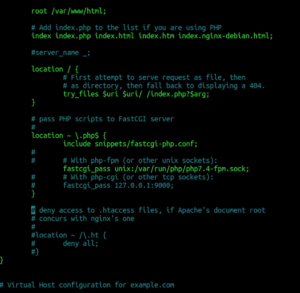 root /var/www/html;
# Add index.php to the list if you are using PHP
index index.php index.html index.htm index.nginx-debian.html;
#server_name _;
location / {
# First attempt to serve request as file, then
# as directory, then fall back to displaying a 404.
try_files $uri $uri/ /index.php?$arg;
}
# pass PHP scripts to FastCGI server
#
location ~ \.php$ {
include snippets/fastcgi-php.conf;
#
# # With php-fpm (or other unix sockets):
fastcgi_pass unix:/var/run/php/php7.4-fpm.sock;
# # With php-cgi (or other tcp sockets):
# fastcgi_pass 127.0.0.1:9000;
}
# deny access to .htaccess files, if Apache's document root
# concurs with nginx's one
#
#location ~ /\.ht {
# deny all;
#}
}
# Virtual Host configuration for example.com